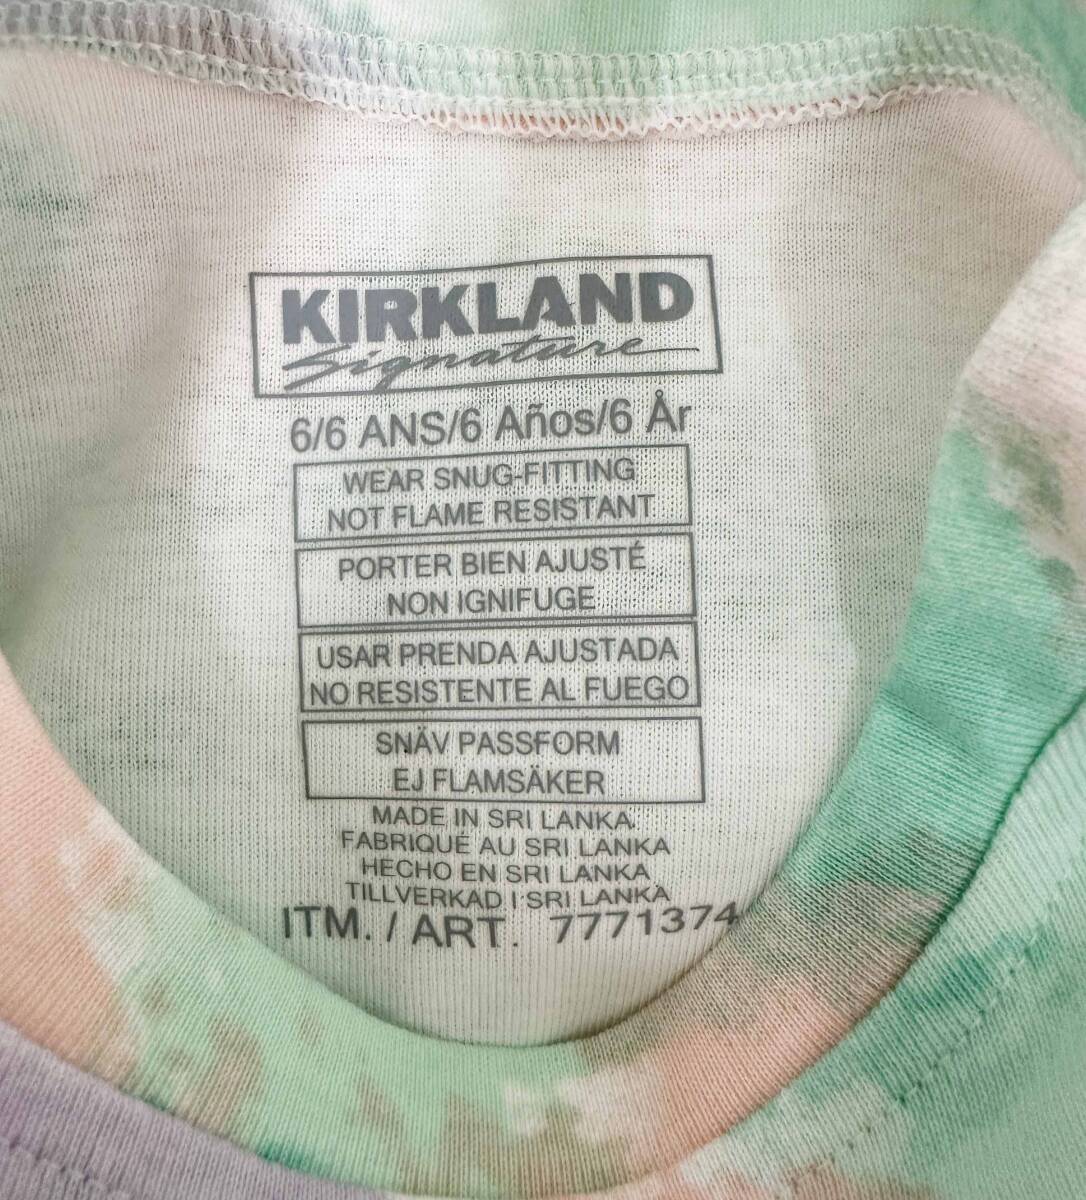 KIRKLAND
Signature
6/6 ANS/6 Años/6 År
WEAR SNUG-FITTING
NOT FLAME RESISTANT
PORTER BIEN AJUSTÉ
NON IGNIFUGE
USAR PRENDA AJUSTADA
NO RESISTENTE AL FUEGO
SNÄV PASSFORM
EJ FLAMSÄKER
MADE IN SRI LANKA
FABRIQUÉ AU SRI LANKA
HECHO EN SRI LANKA
TILLVERKAD I SRI LANKA
ITM. / ART. 7771374